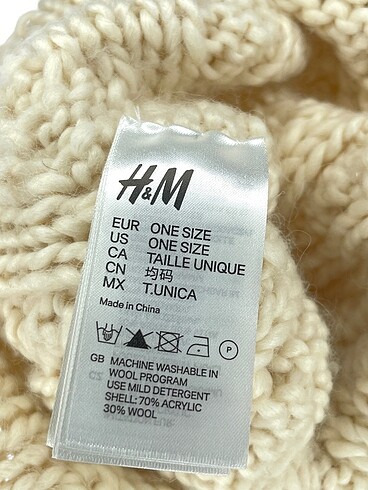 H&M
EUR ONE SIZE
US ONE SIZE
CA TAILLE UNIQUE
CN 均码
MX T.UNICA
Made in China
P
GB MACHINE WASHABLE IN
WOOL PROGRAM
USE MILD DETERGENT
SHELL: 70% ACRYLIC
30% WOOL